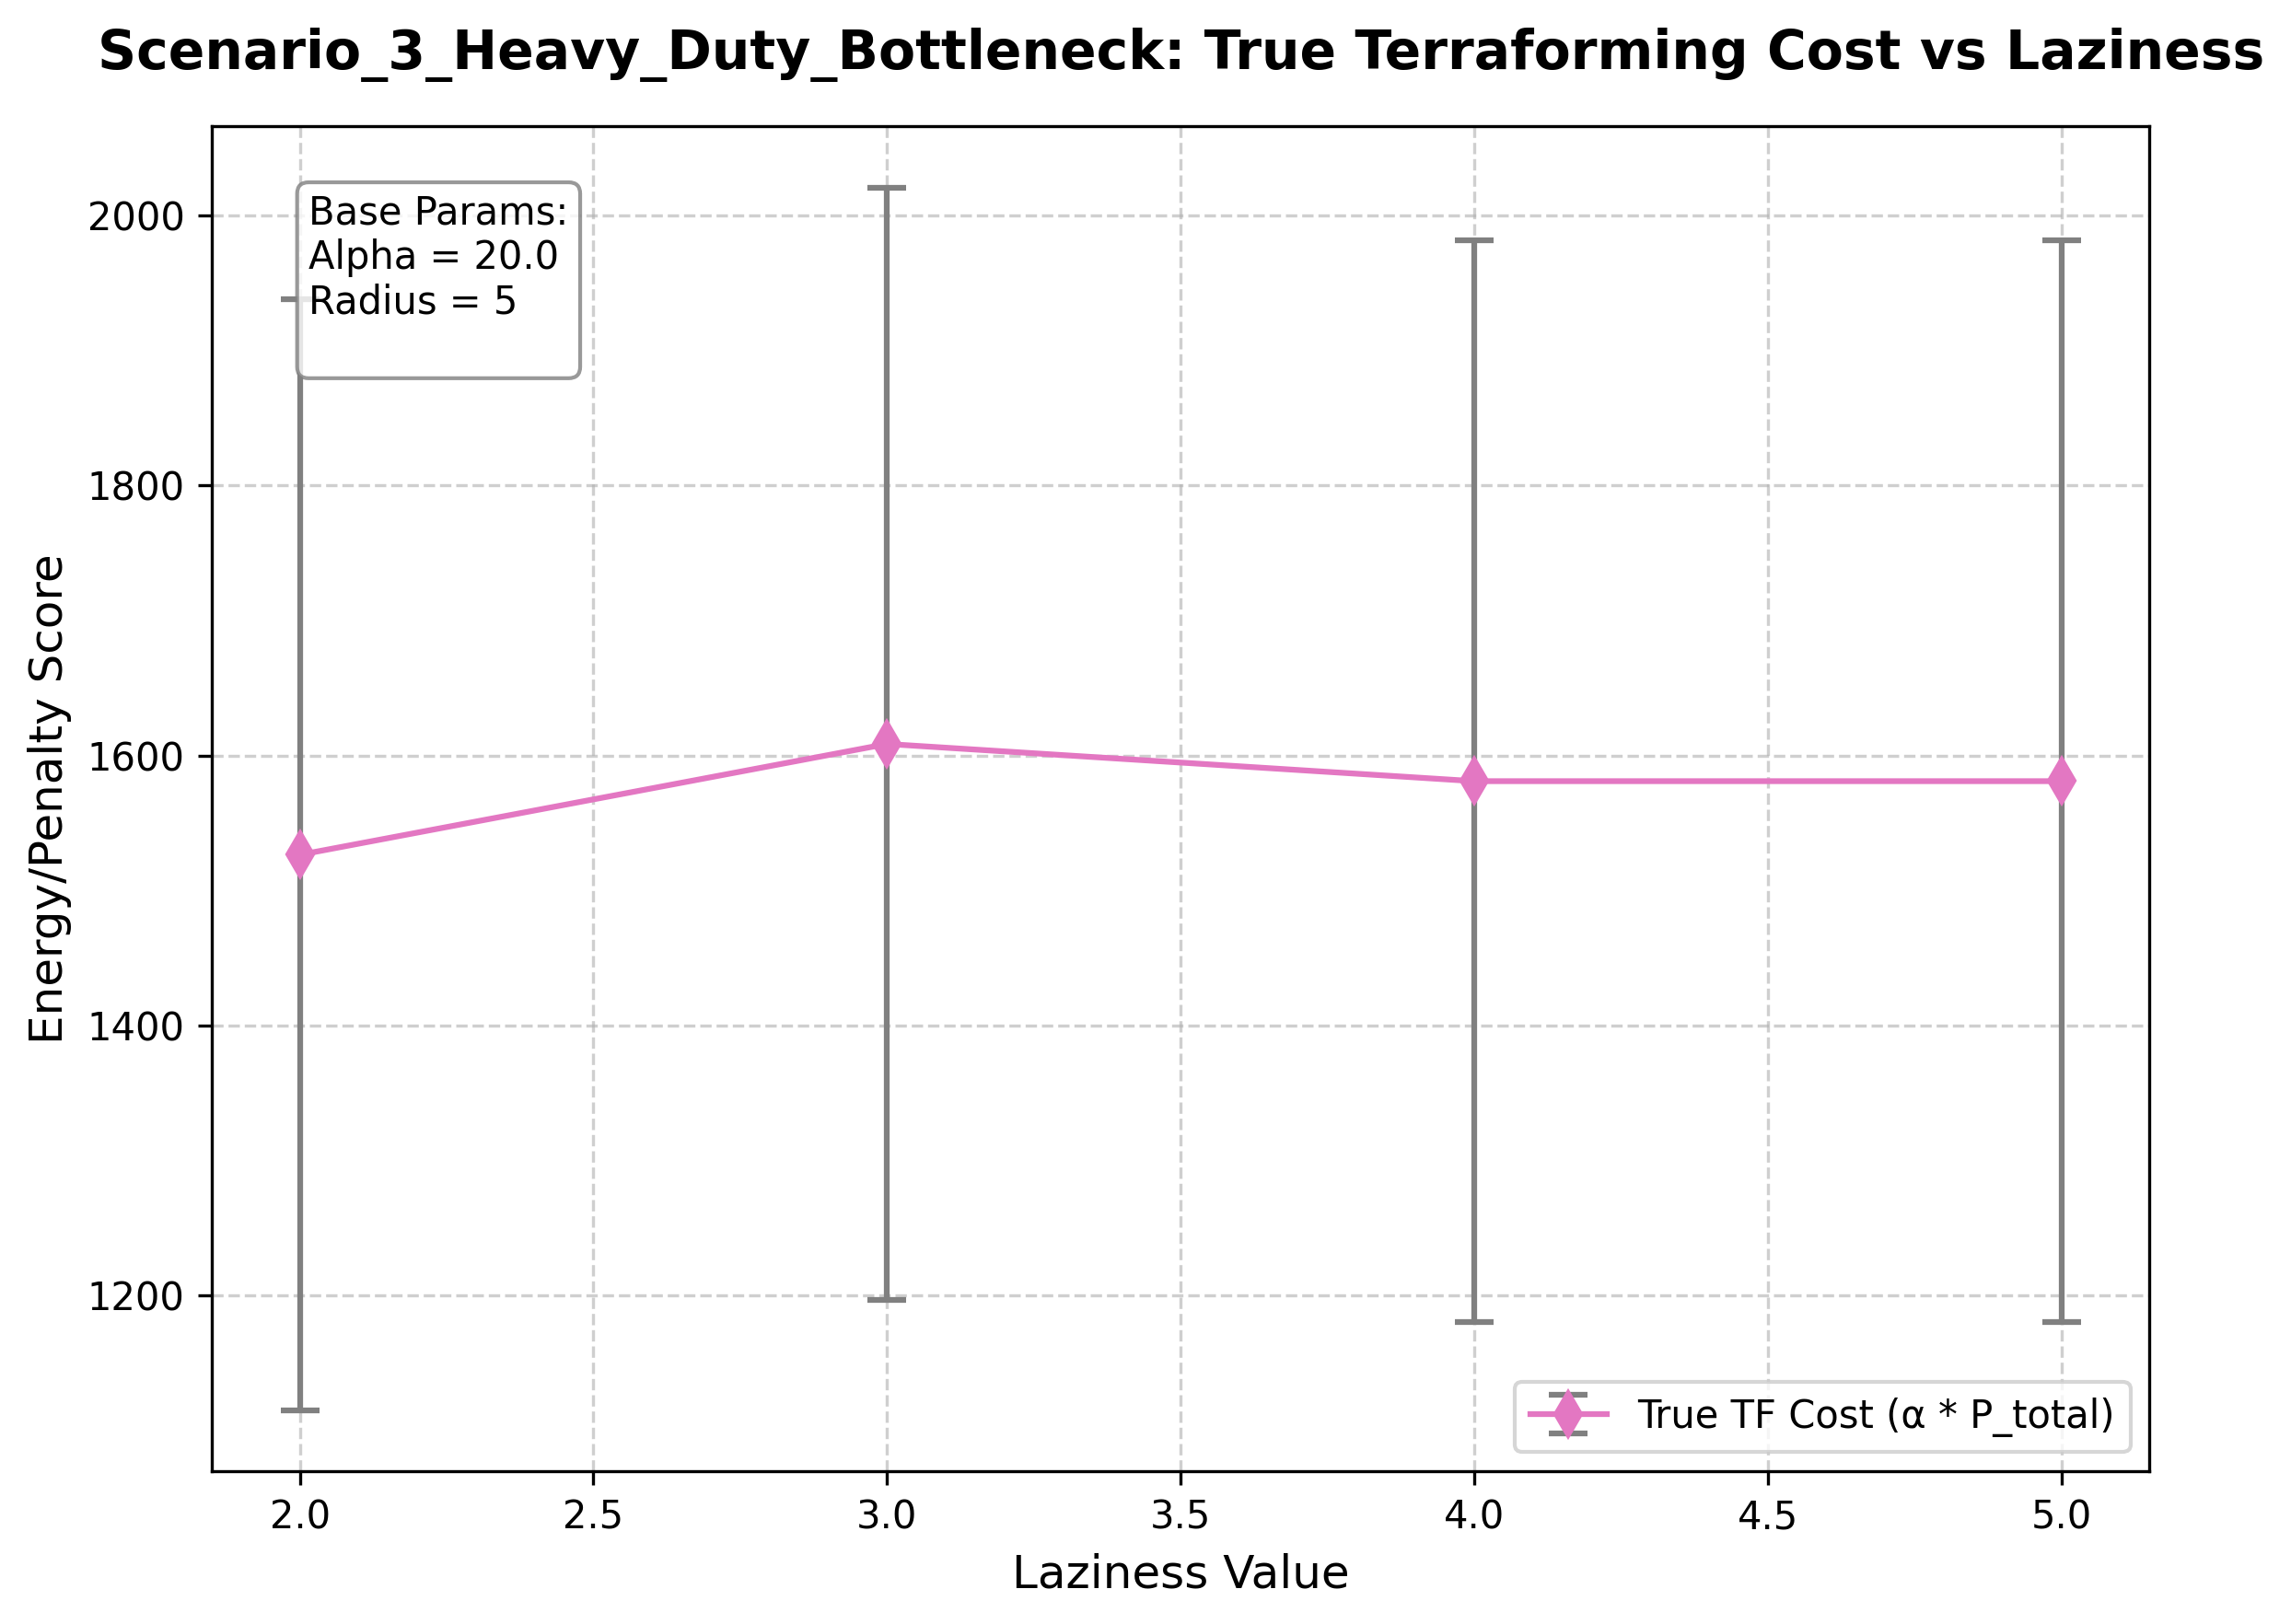 Scenario_3_Heavy_Duty_Bottleneck: True Terraforming Cost vs Laziness
Base Params:
Alpha = 20.0
Radius = 5
Energy/Penalty Score
2000
1800
1600
1400
1200
True TF Cost (α * P_total)
2.0
2.5
3.0
3.5
4.0
4.5
5.0
Laziness Value